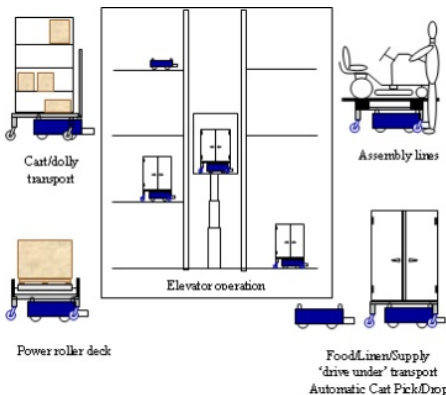 Cart/dolly
transport
Elevator operation
Assembly lines
Power roller deck
Food/Linen/Supply
'drive under' transport
Automatic Cart Pick/Drop